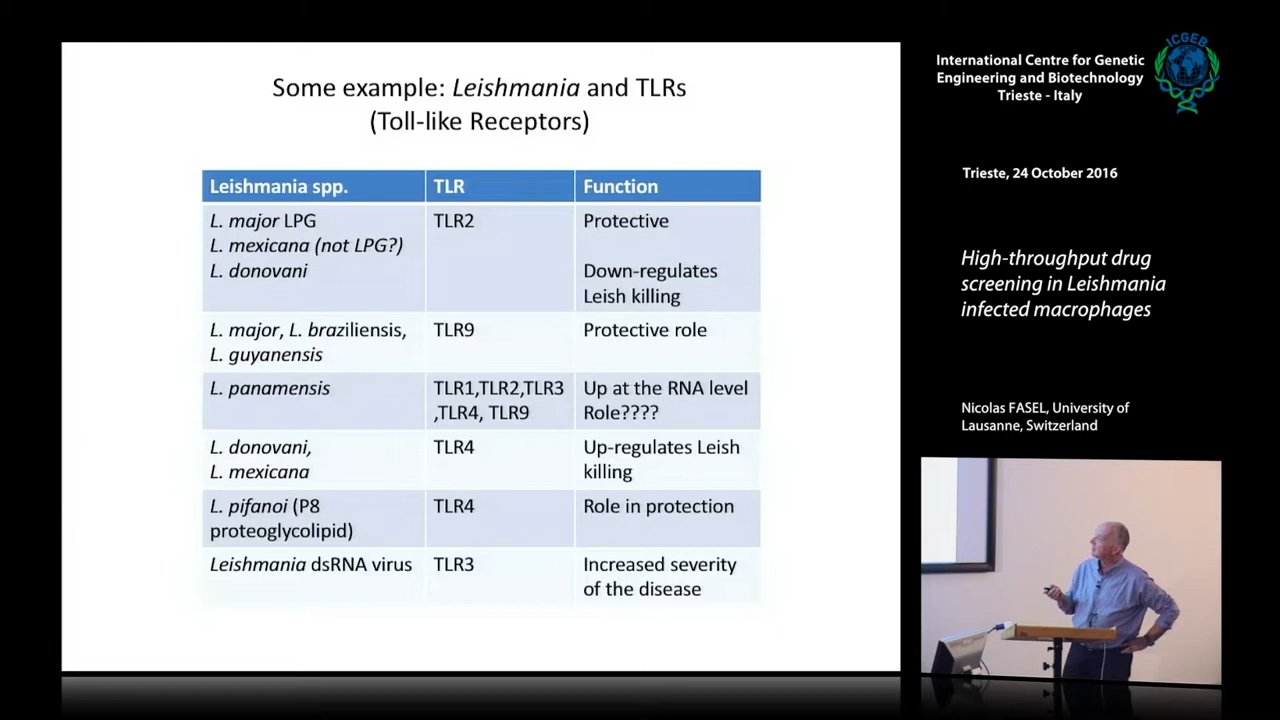 Some example: Leishmania and TLRs
(Toll-like Receptors)
Leishmania spp. TLR Function
L. major LPG TLR2 Protective
L. mexicana (not LPG?)
L. donovani Down-regulates
Leish killing
L. major, L. braziliensis, TLR9 Protective role
L. guyanensis
L. panamensis TLR1,TLR2,TLR3 Up at the RNA level
,TLR4, TLR9 Role????
L. donovani, TLR4 Up-regulates Leish
L. mexicana killing
L. pifanoi (P8 TLR4 Role in protection
proteoglycolipid)
Leishmania dsRNA virus TLR3 Increased severity
of the disease
International Centre for Genetic
Engineering and Biotechnology
Trieste - Italy
ICGEB
Trieste, 24 October 2016
High-throughput drug
screening in Leishmania
infected macrophages
Nicolas FASEL, University of
Lausanne, Switzerland